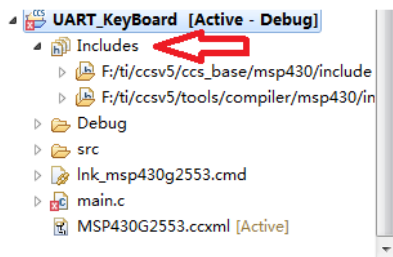 UART_KeyBoard [Active - Debug]
Includes
F:/ti/ccsv5/ccs_base/msp430/include
F:/ti/ccsv5/tools/compiler/msp430/in
Debug
src
lnk_msp430g2553.cmd
main.c
MSP430G2553.ccxml [Active]